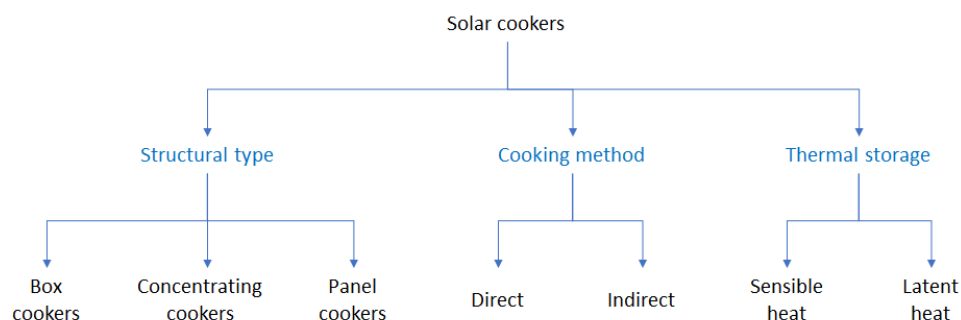 Solar cookers
Structural type
Cooking method
Thermal storage
Box
cookers
Concentrating
cookers
Panel
cookers
Direct
Indirect
Sensible
heat
Latent
heat